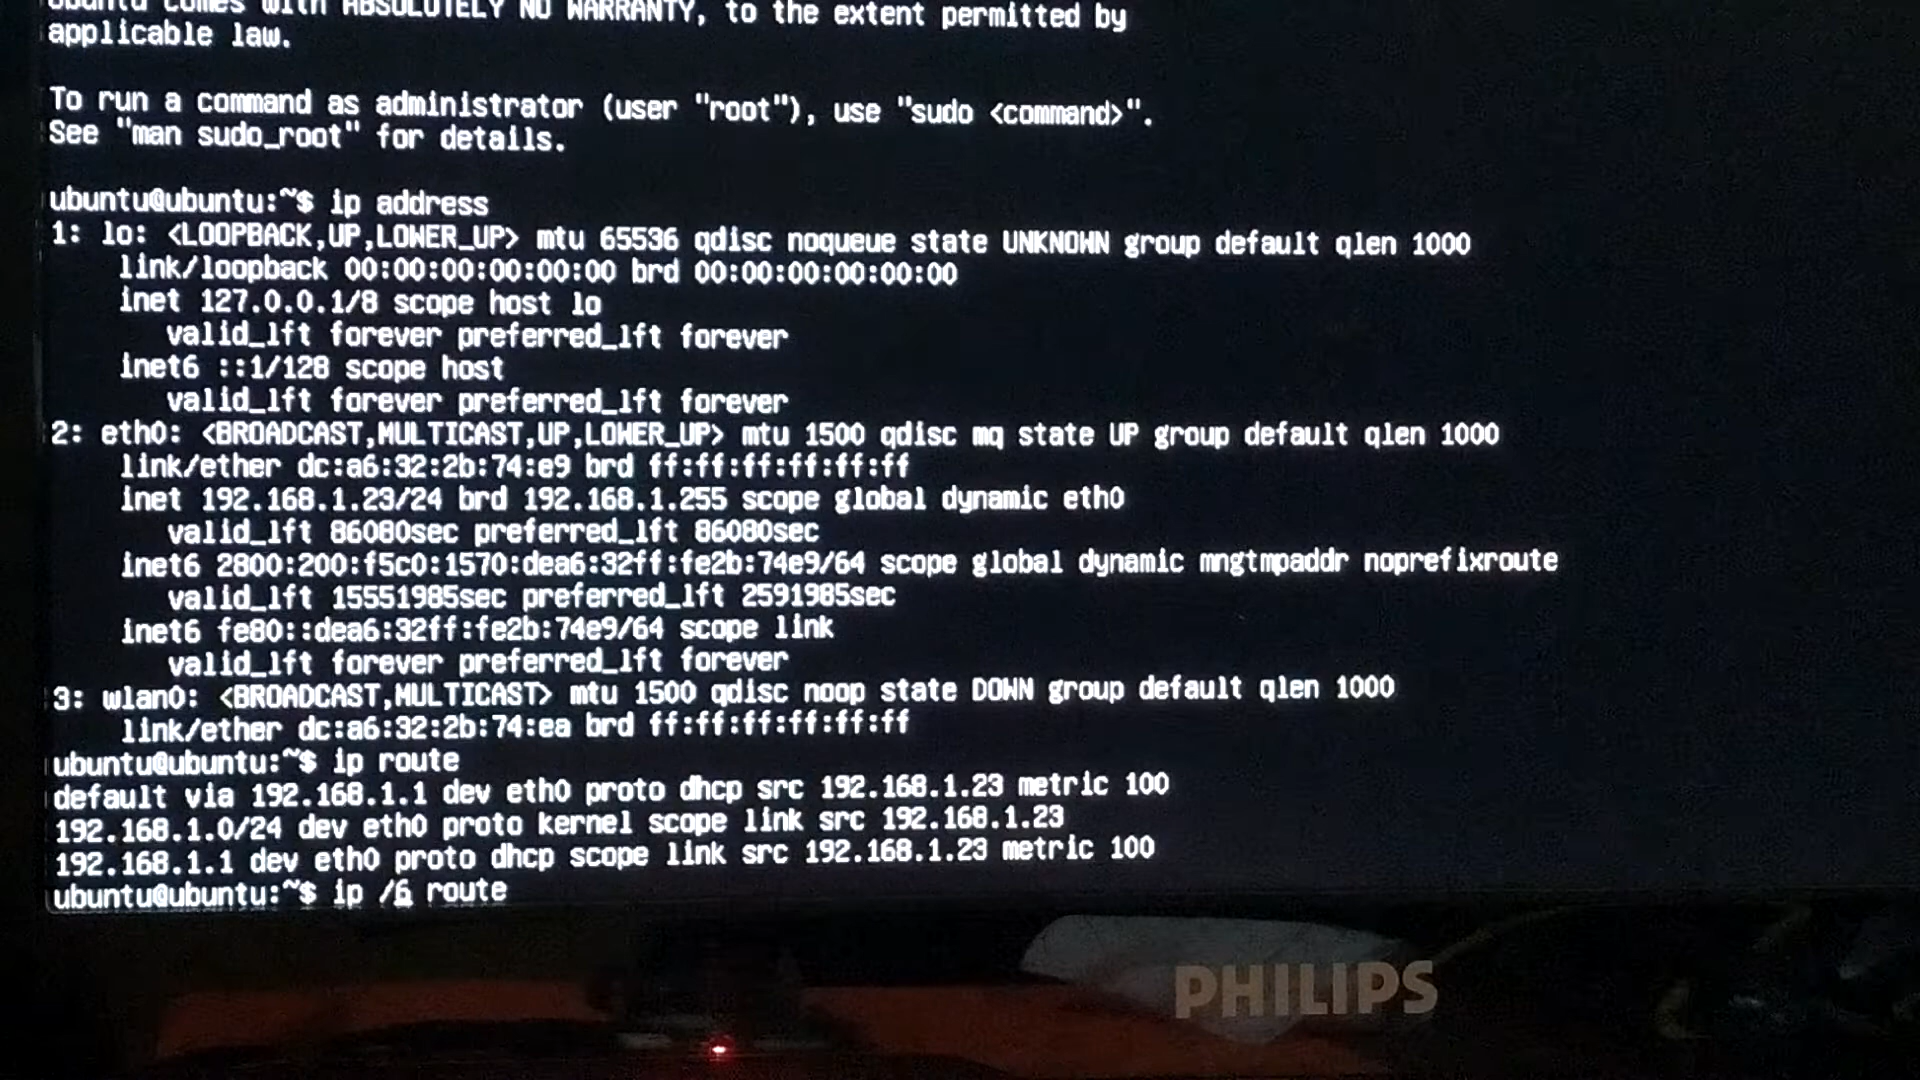 Ubuntu comes with ABSOLUTELY NO WARRANTY, to the extent permitted by
applicable law.
To run a command as administrator (user "root"), use "sudo <command>".
See "man sudo_root" for details.
ubuntu@ubuntu:~$ ip address
1: lo: <LOOPBACK,UP,LOWER_UP> mtu 65536 qdisc noqueue state UNKNOWN group default qlen 1000
link/loopback 00:00:00:00:00:00 brd 00:00:00:00:00:00
inet 127.0.0.1/8 scope host lo
valid_lft forever preferred_lft forever
inet6 ::1/128 scope host
valid_lft forever preferred_lft forever
2: eth0: <BROADCAST,MULTICAST,UP,LOWER_UP> mtu 1500 qdisc mq state UP group default qlen 1000
link/ether dc:a6:32:2b:74:e9 brd ff:ff:ff:ff:ff:ff
inet 192.168.1.23/24 brd 192.168.1.255 scope global dynamic eth0
valid_lft 86080sec preferred_lft 86080sec
inet6 2800:200:f5c0:1570:dea6:32ff:fe2b:74e9/64 scope global dynamic mngtmpaddr noprefixroute
valid_lft 15551985sec preferred_lft 2591985sec
inet6 fe80::dea6:32ff:fe2b:74e9/64 scope link
valid_lft forever preferred_lft forever
3: wlan0: <BROADCAST,MULTICAST> mtu 1500 qdisc noop state DOWN group default qlen 1000
link/ether dc:a6:32:2b:74:ea brd ff:ff:ff:ff:ff:ff
ubuntu@ubuntu:~$ ip route
default via 192.168.1.1 dev eth0 proto dhcp src 192.168.1.23 metric 100
192.168.1.0/24 dev eth0 proto kernel scope link src 192.168.1.23
192.168.1.1 dev eth0 proto dhcp scope link src 192.168.1.23 metric 100
ubuntu@ubuntu:~$ ip /6 route
PHILIPS